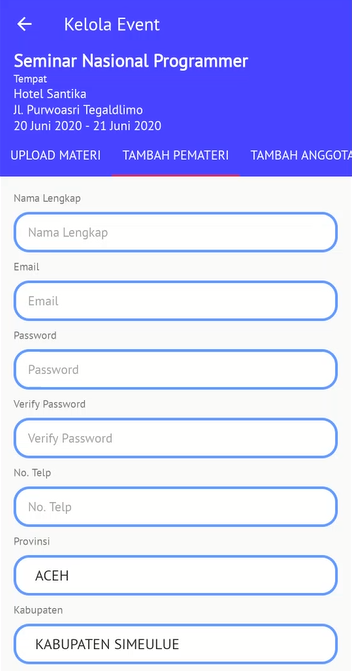 Kelola Event
Seminar Nasional Programmer
Tempat
Hotel Santika
Jl. Purwoasri Tegaldlimo
20 Juni 2020 - 21 Juni 2020
UPLOAD MATERI TAMBAH PEMATERI TAMBAH ANGGOTA
Nama Lengkap
Nama Lengkap
Email
Email
Password
Password
Verify Password
Verify Password
No. Telp
No. Telp
Provinsi
ACEH
Kabupaten
KABUPATEN SIMEULUE